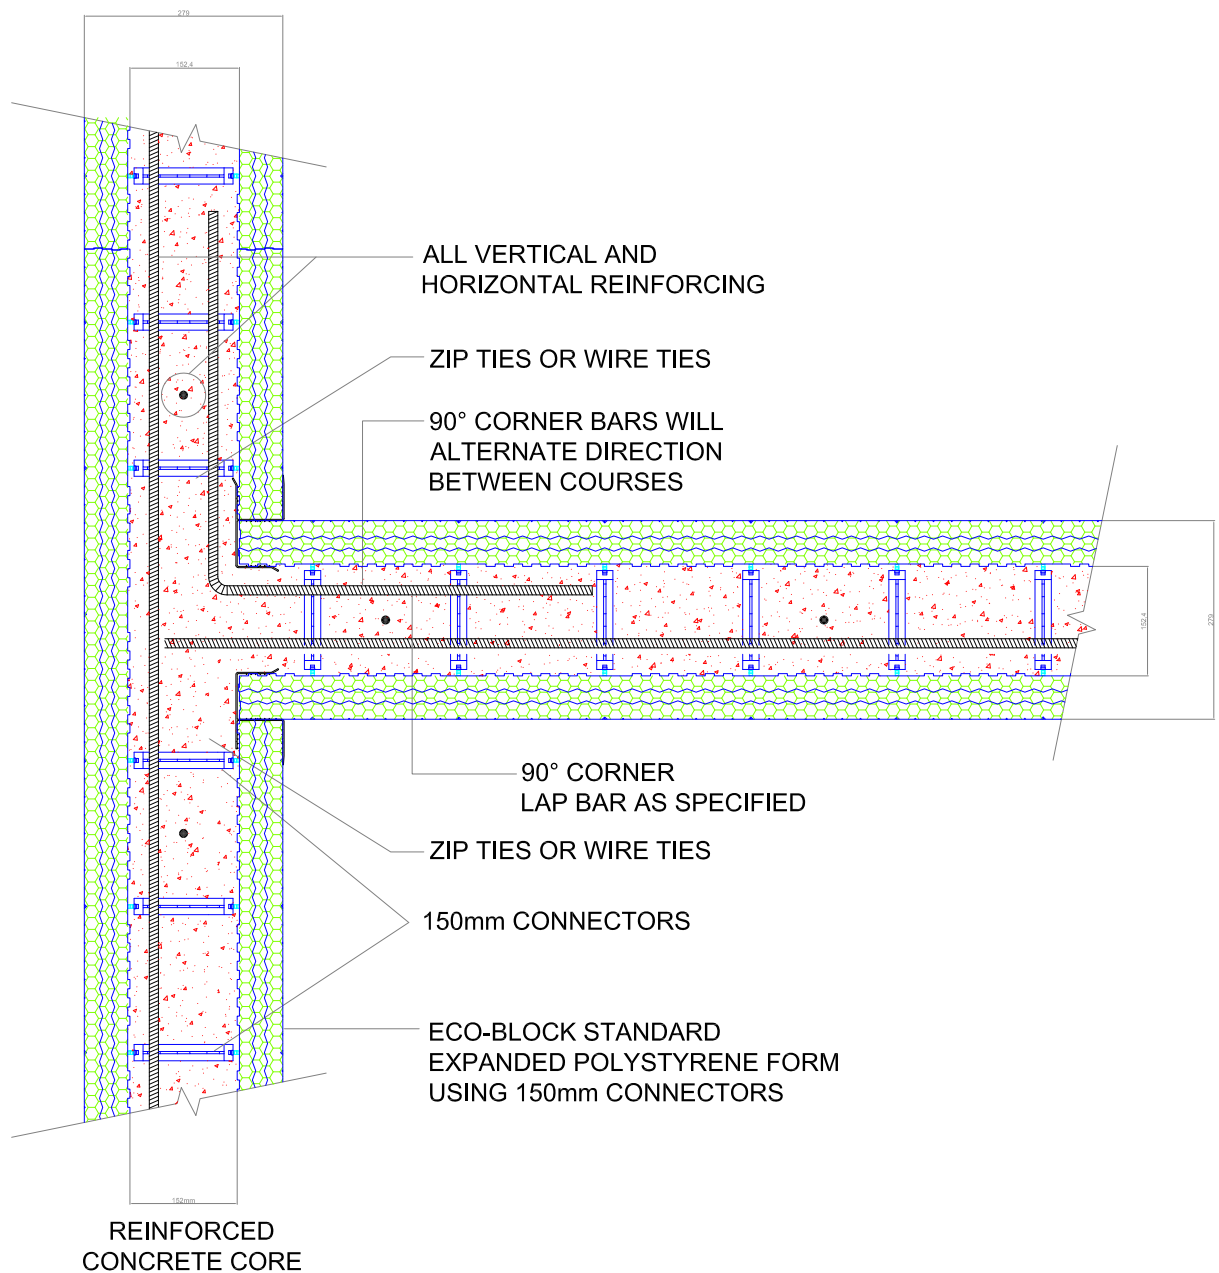 279
152,4
ALL VERTICAL AND
HORIZONTAL REINFORCING
ZIP TIES OR WIRE TIES
90° CORNER BARS WILL
ALTERNATE DIRECTION
BETWEEN COURSES
152,4
279
90° CORNER
LAP BAR AS SPECIFIED
ZIP TIES OR WIRE TIES
150mm CONNECTORS
ECO-BLOCK STANDARD
EXPANDED POLYSTYRENE FORM
USING 150mm CONNECTORS
152mm
REINFORCED
CONCRETE CORE